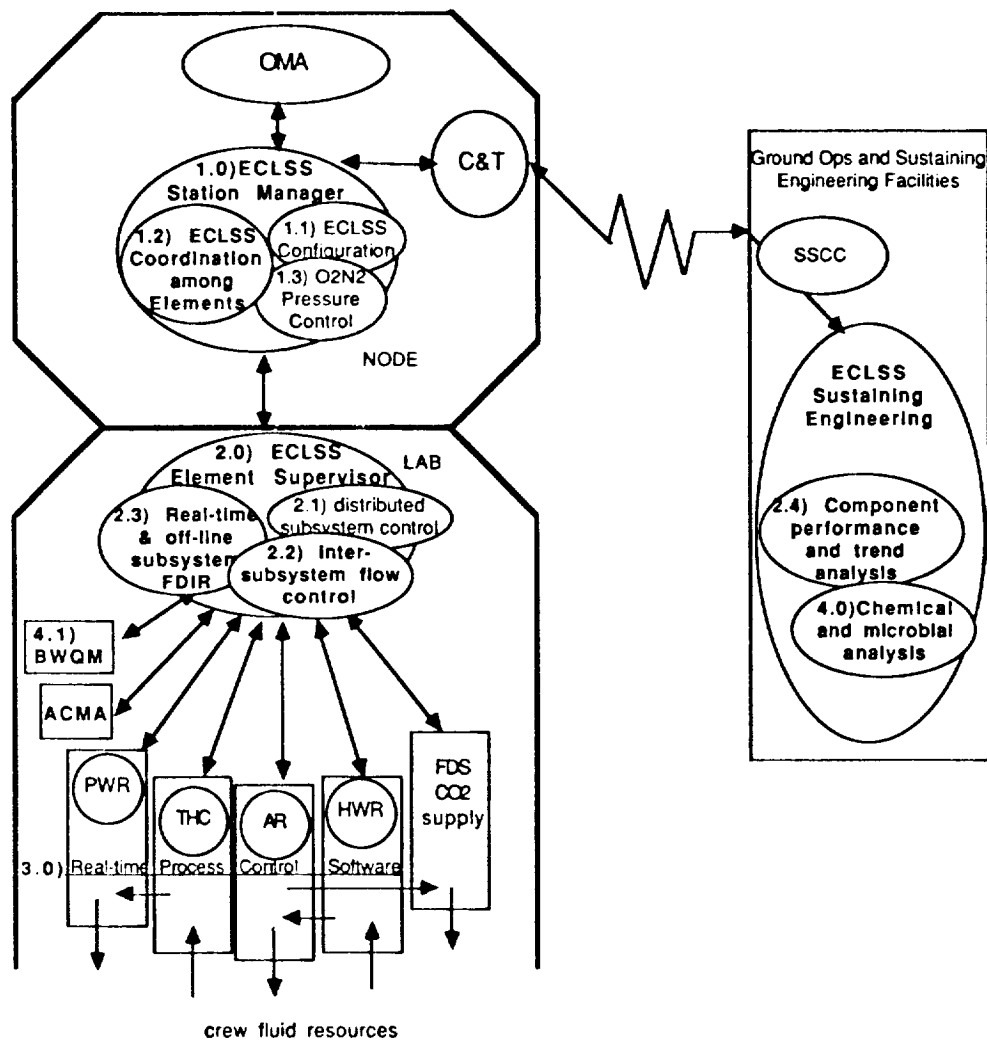 OMA
C&T
1.0)ECLSS
Station Manager
1.1) ECLSS
Configuration
1.2) ECLSS
Coordination
among
Elements
1.3) O2N2
Pressure
Control
NODE
Ground Ops and Sustaining
Engineering Facilities
SSCC
ECLSS
Sustaining
Engineering
2.4) Component
performance
and trend
analysis
4.0)Chemical
and microbial
analysis
2.0) ECLSS
Element Supervisor
LAB
2.1) distributed
subsystem control
2.3) Real-time
& off-line
subsystem
FDIR
2.2) Inter-
subsystem flow
control
4.1)
BWQM
ACMA
PWR
THC
AR
HWR
FDS
CO2
supply
3.0) Real-time Process Control Software
crew fluid resources